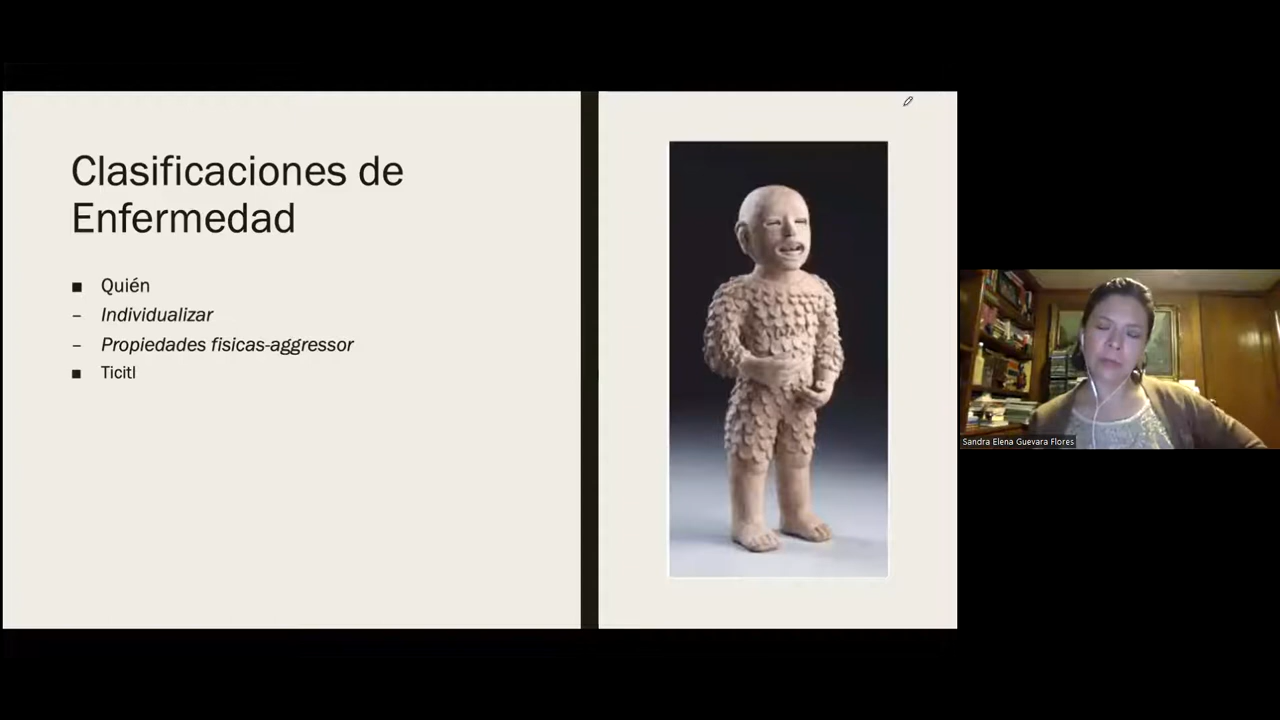 Clasificaciones de
Enfermedad
■ Quién
– Individualizar
– Propiedades fisicas-aggressor
■ Ticitl
Sandra Elena Guevara Flores